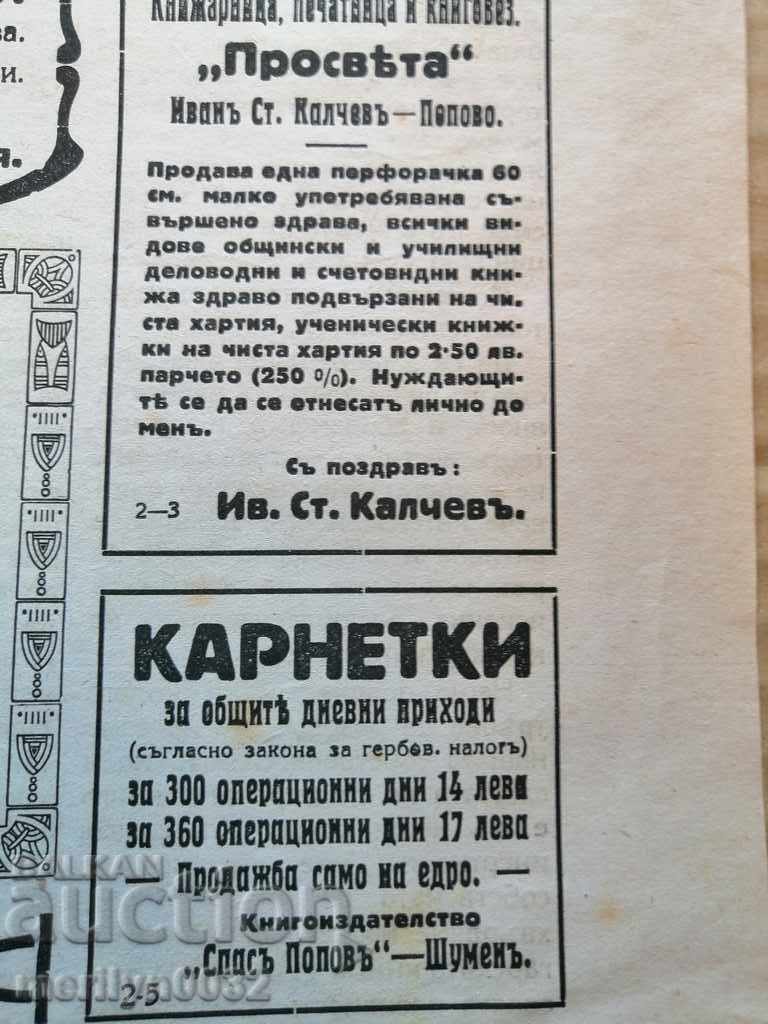 ва.
и.
я.
Книжарница, печатница и книговез.
„Просвѣта“
Иванъ Ст. Калчевъ—Попово.
Продава една перфорачка 60
см. малко употребявана съ-
вършено здрава, всички ви-
дове общински и училищни
деловодни и счетовндни кни-
жа здраво подвързани на чи-
ста хартия, ученически книж-
ки на чиста хартия по 2·50 лв.
парчето (250 %). Нуждающи-
тѣ се да се отнесатъ лично до
менъ.
Съ поздравъ:
2—3 Ив. Ст. Калчевъ.
КАРНЕТКИ
за общитѣ дневни приходи
(съгласно закона за гербов. налогъ)
за 300 операционни дни 14 лева
за 360 операционни дни 17 лева
— Продажба само на едро. —
Книгоиздателство
„Спасъ Поповъ“—Шуменъ.
2-5
BALKAN
auction
merilyn0032